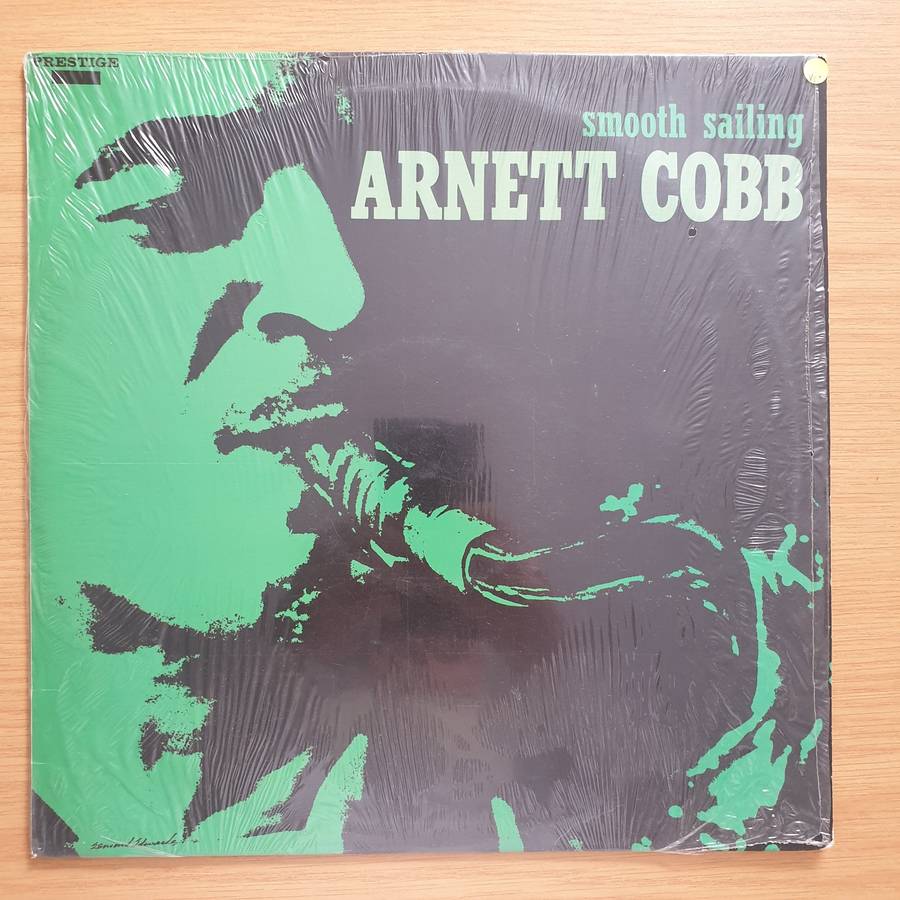 PRESTIGE
smooth sailing
ARNETT COBB